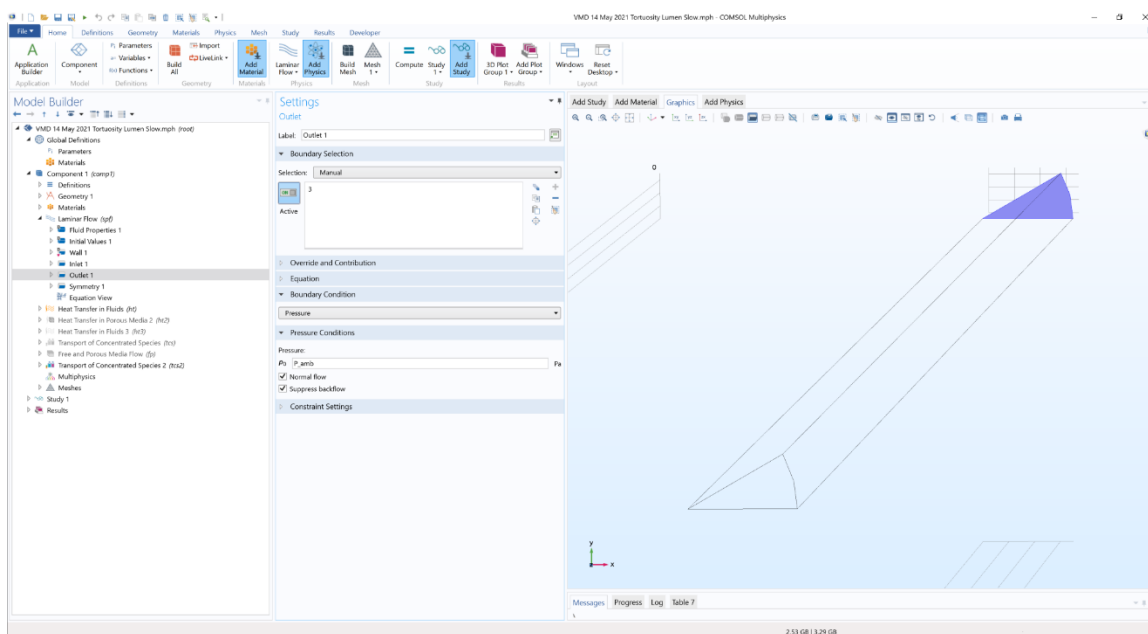 VMD 14 May 2021 Tortuosity Lumen Slow.mph - COMSOL Multiphysics
File Home Definitions Geometry Materials Physics Mesh Study Results Developer
Application Builder
Component
Pi Parameters
a= Variables
f(x) Functions
Build All
Import
LiveLink
Add Material
Laminar Flow
Add Physics
Build Mesh
Mesh 1
Compute
Study 1
Add Study
3D Plot Group 1
Add Plot Group
Windows
Reset Desktop
Application Model Definitions Geometry Materials Physics Mesh Study Results Layout
Model Builder
VMD 14 May 2021 Tortuosity Lumen Slow.mph (root)
Global Definitions
Pi Parameters
Materials
Component 1 (comp1)
Definitions
Geometry 1
Materials
Laminar Flow (spf)
Fluid Properties 1
Initial Values 1
Wall 1
Inlet 1
Outlet 1
Symmetry 1
Equation View
Heat Transfer in Fluids (ht)
Heat Transfer in Porous Media 2 (ht2)
Heat Transfer in Fluids 3 (ht3)
Transport of Concentrated Species (tcs)
Free and Porous Media Flow (fp)
Transport of Concentrated Species 2 (tcs2)
Multiphysics
Meshes
Study 1
Results
Settings
Outlet
Label: Outlet 1
Boundary Selection
Selection: Manual
3
Active
Override and Contribution
Equation
Boundary Condition
Pressure
Pressure Conditions
Pressure:
P0 P_amb Pa
Normal flow
Suppress backflow
Constraint Settings
Add Study Add Material Graphics Add Physics
0
y
x
Messages Progress Log Table 7
2.53 GB | 3.29 GB